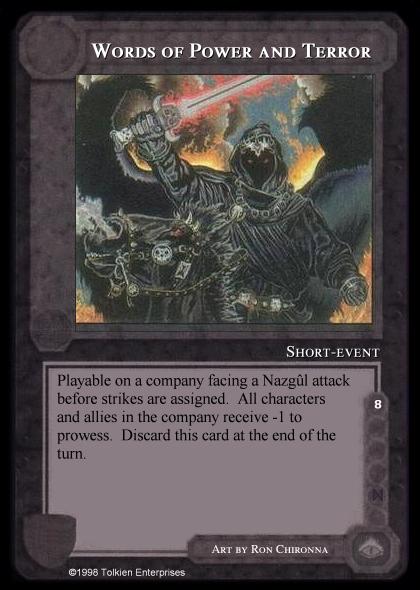 Words of Power and Terror
Short-event
Playable on a company facing a Nazgûl attack
before strikes are assigned.  All characters
and allies in the company receive -1 to
prowess.  Discard this card at the end of the
turn.
8
N
Art by Ron Chironna
©1998 Tolkien Enterprises